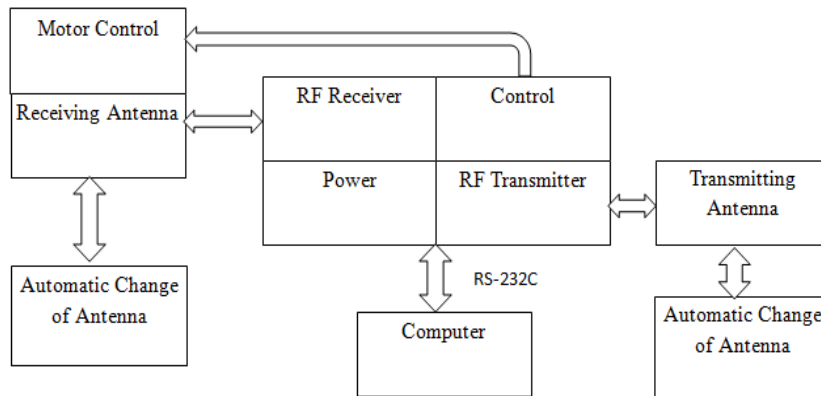 Motor Control
Receiving Antenna
RF Receiver
Control
Power
RF Transmitter
Transmitting
Antenna
Automatic Change
of Antenna
RS-232C
Computer
Automatic Change
of Antenna